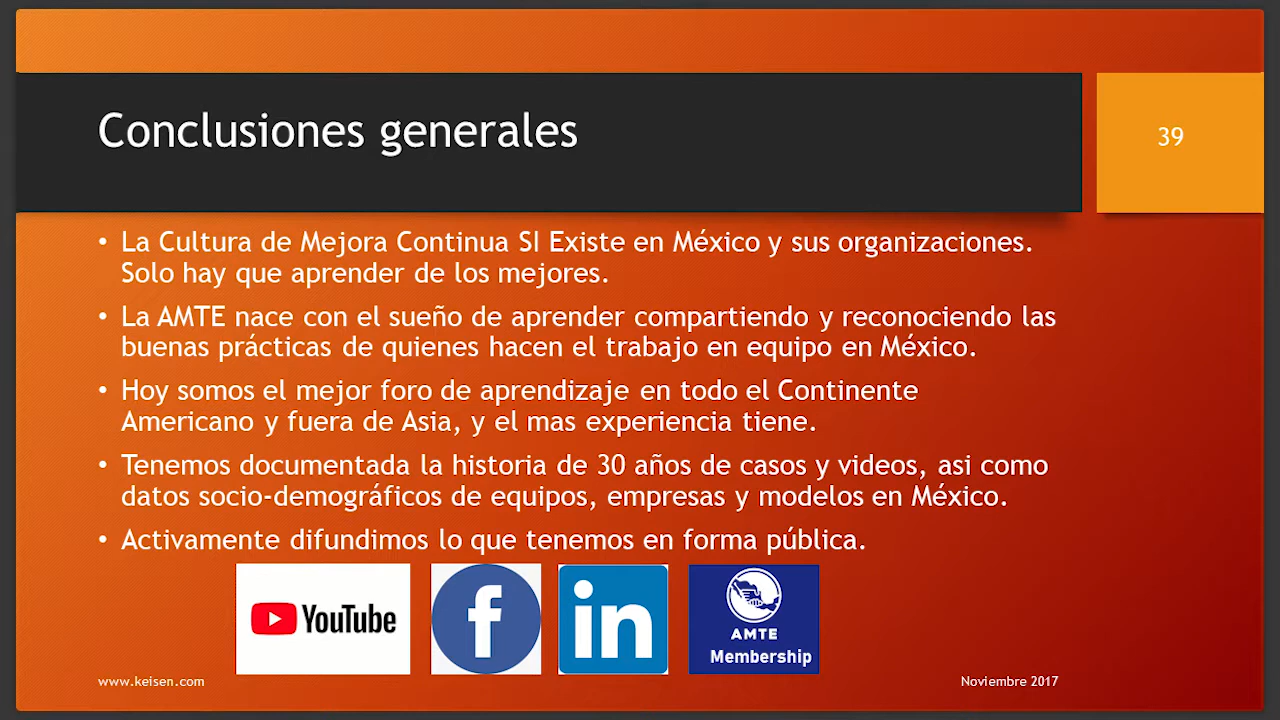 Conclusiones generales
39
• La Cultura de Mejora Continua SI Existe en México y sus organizaciones.
Solo hay que aprender de los mejores.
• La AMTE nace con el sueño de aprender compartiendo y reconociendo las
buenas prácticas de quienes hacen el trabajo en equipo en México.
• Hoy somos el mejor foro de aprendizaje en todo el Continente
Americano y fuera de Asia, y el mas experiencia tiene.
• Tenemos documentada la historia de 30 años de casos y videos, asi como
datos socio-demográficos de equipos, empresas y modelos en México.
• Activamente difundimos lo que tenemos en forma pública.
YouTube
f
in
AMTE
Membership
www.keisen.com
Noviembre 2017